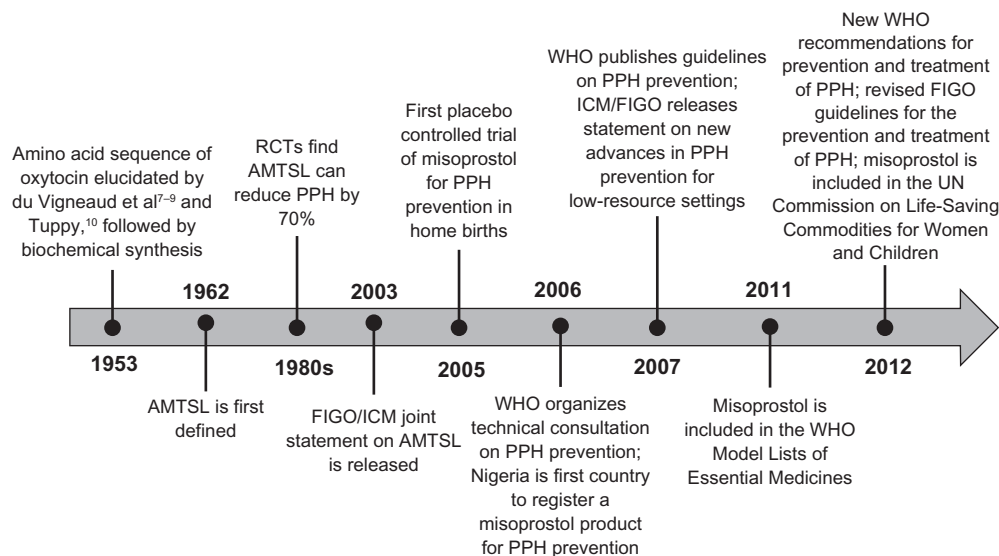 Amino acid sequence of
oxytocin elucidated by
du Vigneaud et al⁷⁻⁹ and
Tuppy,¹⁰ followed by
biochemical synthesis
1953
1962
AMTSL is first
defined
RCTs find
AMTSL can
reduce PPH by
70%
1980s
2003
FIGO/ICM joint
statement on AMTSL
is released
First placebo
controlled trial
of misoprostol
for PPH
prevention in
home births
2005
2006
WHO organizes
technical consultation
on PPH prevention;
Nigeria is first country
to register a
misoprostol product
for PPH prevention
WHO publishes guidelines
on PPH prevention;
ICM/FIGO releases
statement on new
advances in PPH
prevention for
low-resource settings
2007
2011
Misoprostol is
included in the WHO
Model Lists of
Essential Medicines
New WHO
recommendations for
prevention and treatment
of PPH; revised FIGO
guidelines for the
prevention and treatment
of PPH; misoprostol is
included in the UN
Commission on Life-Saving
Commodities for Women
and Children
2012